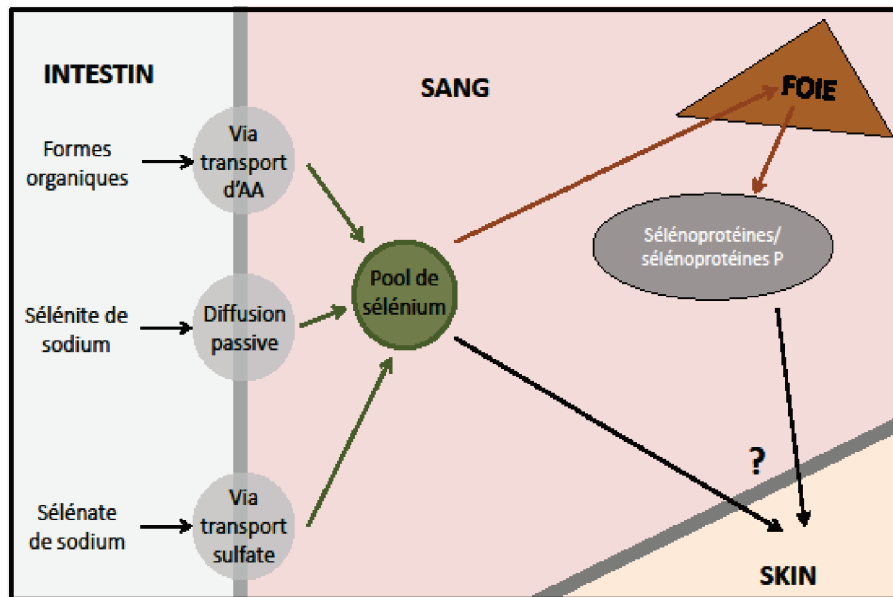 INTESTIN
SANG
FOIE
Formes
organiques
Via
transport
d'AA
Sélénoprotéines/
sélénoprotéines P
Pool de
sélénium
Sélénite de
sodium
Diffusion
passive
?
Sélénate
de sodium
Via
transport
sulfate
SKIN